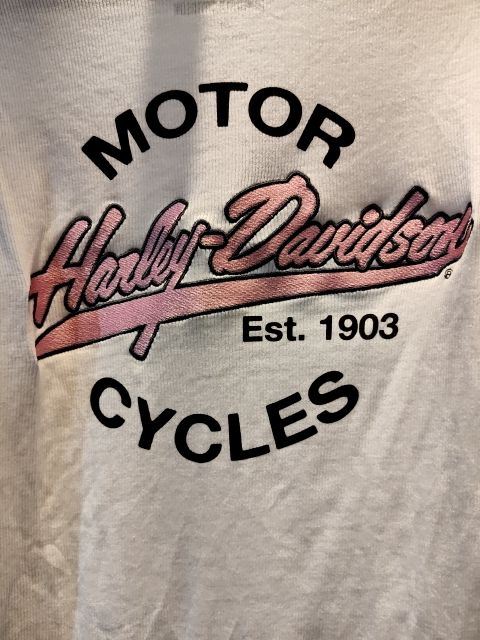 MOTOR
Harley-Davidson
®
Est. 1903
CYCLES